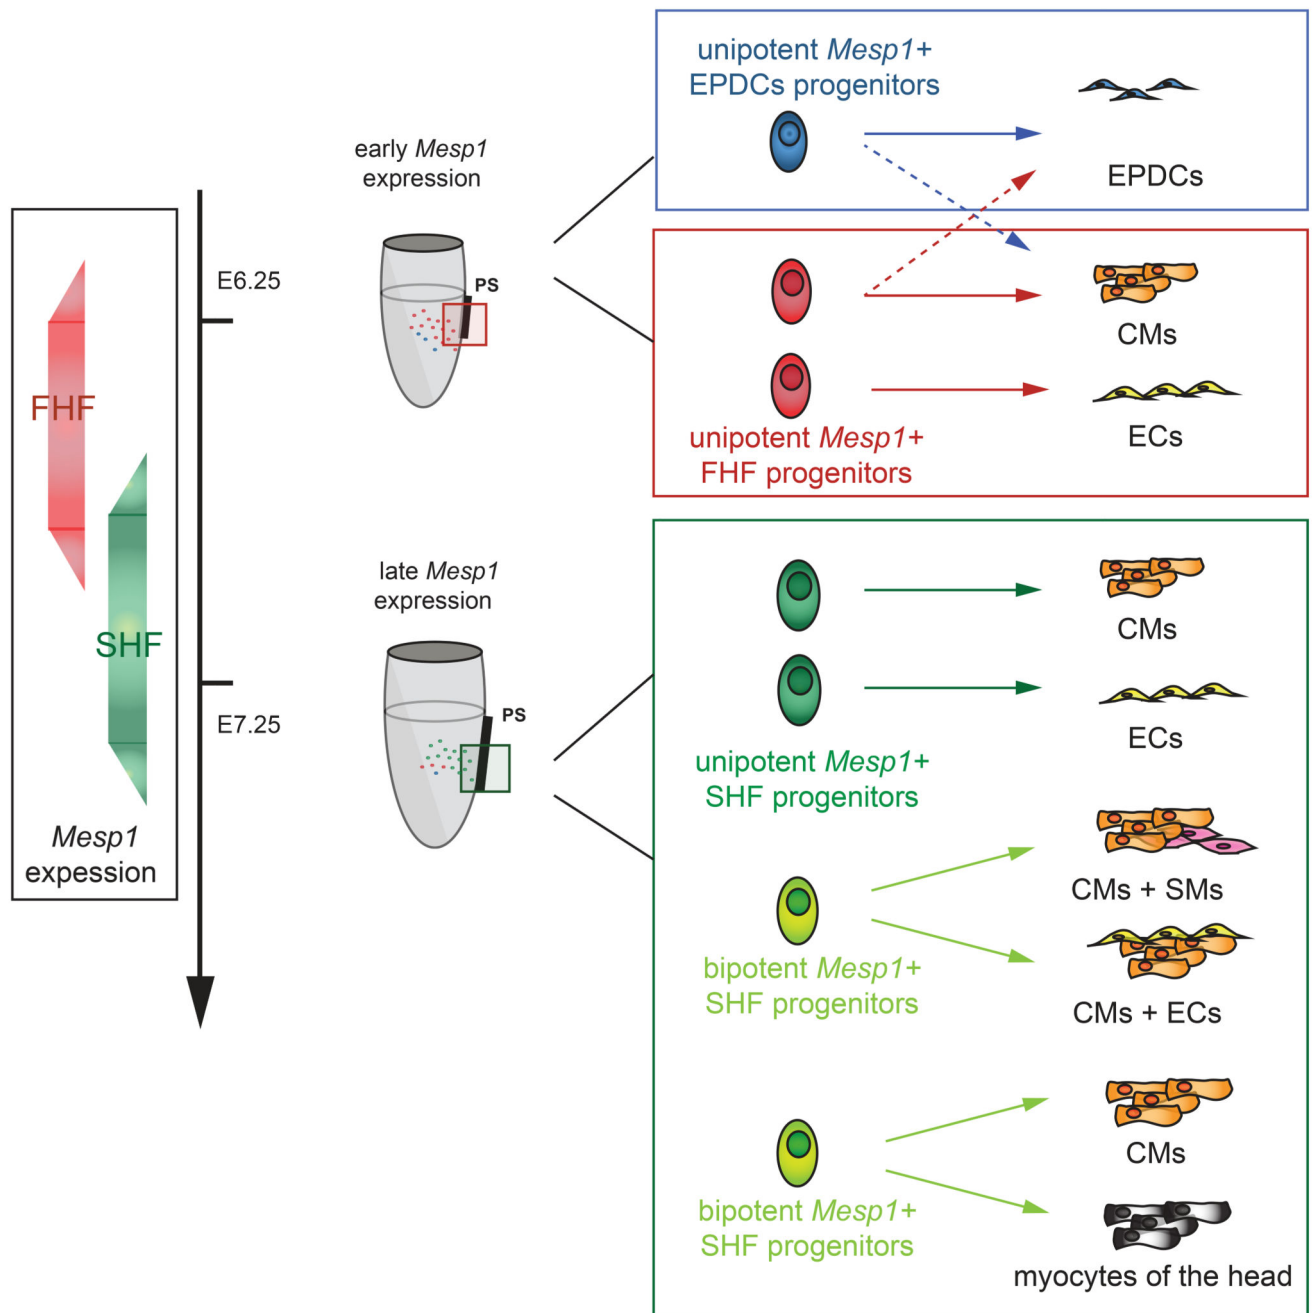 FHF
SHF
Mesp1
expession
E6.25
E7.25
early Mesp1
expression
PS
late Mesp1
expression
PS
unipotent Mesp1+
EPDCs progenitors
EPDCs
CMs
ECs
unipotent Mesp1+
FHF progenitors
CMs
ECs
unipotent Mesp1+
SHF progenitors
CMs + SMs
bipotent Mesp1+
SHF progenitors
CMs + ECs
CMs
bipotent Mesp1+
SHF progenitors
myocytes of the head